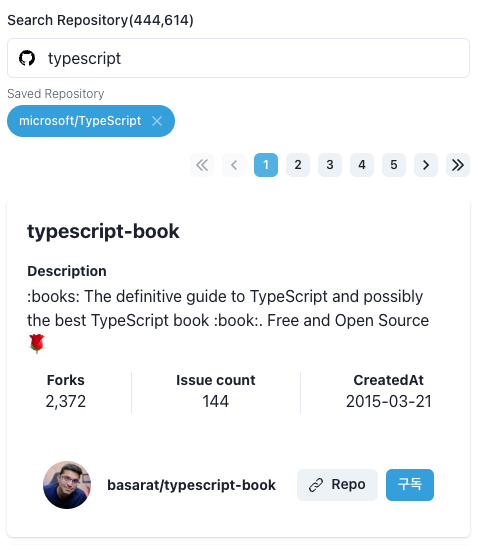 Search Repository(444,614)
typescript
Saved Repository
microsoft/TypeScript
1 2 3 4 5
typescript-book
Description
:books: The definitive guide to TypeScript and possibly
the best TypeScript book :book:. Free and Open Source
🌹
Forks Issue count CreatedAt
2,372 144 2015-03-21
basarat/typescript-book Repo 구독